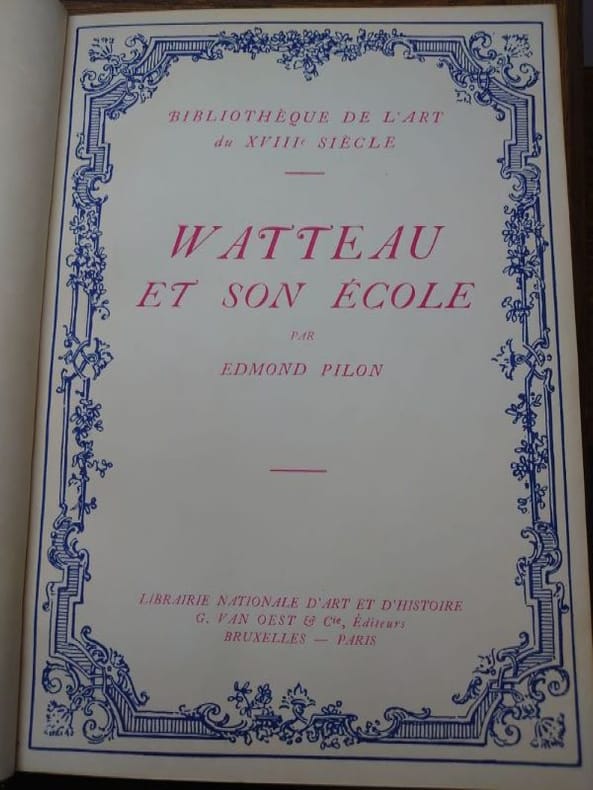 BIBLIOTHÈQUE DE L'ART
du XVIIIe SIÈCLE
WATTEAU
ET SON ÉCOLE
PAR
EDMOND PILON
LIBRAIRIE NATIONALE D'ART ET D'HISTOIRE
G. VAN OEST & Cie, Éditeurs
BRUXELLES — PARIS